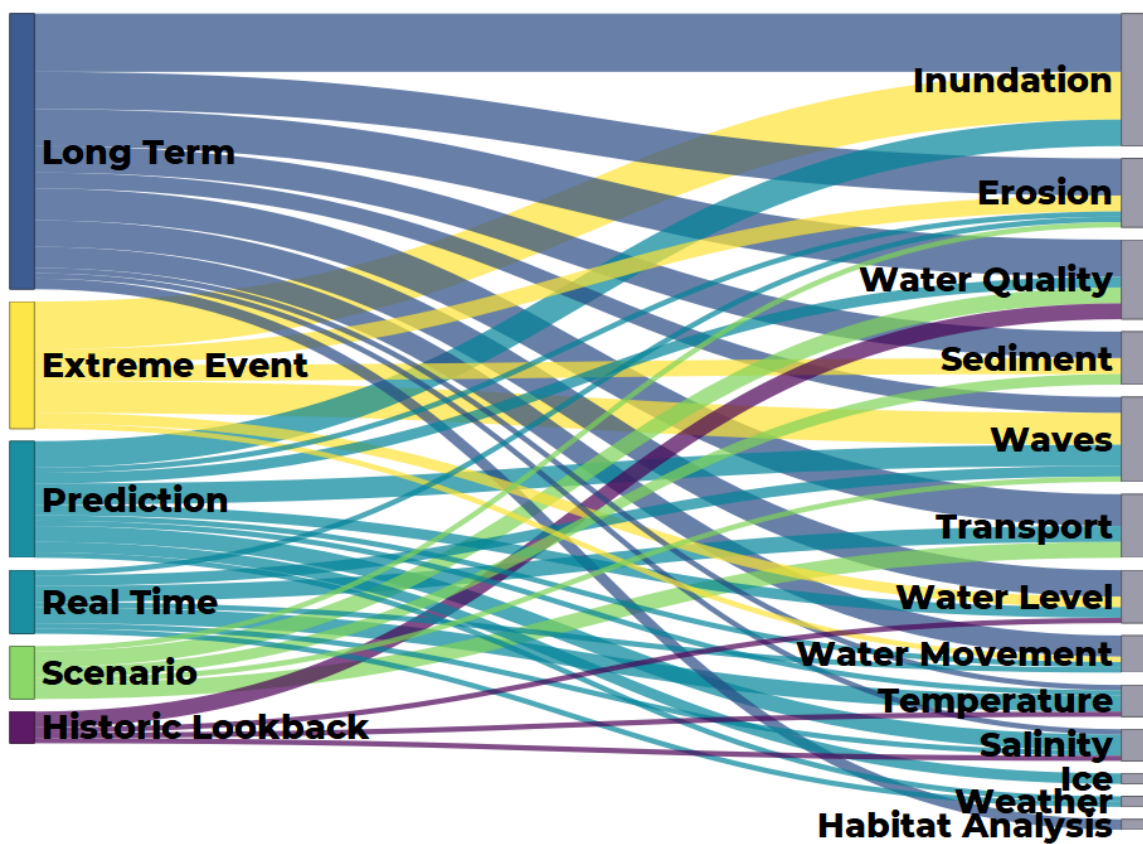 Long Term
Extreme Event
Prediction
Real Time
Scenario
Historic Lookback
Inundation
Erosion
Water Quality
Sediment
Waves
Transport
Water Level
Water Movement
Temperature
Salinity
Ice
Weather
Habitat Analysis